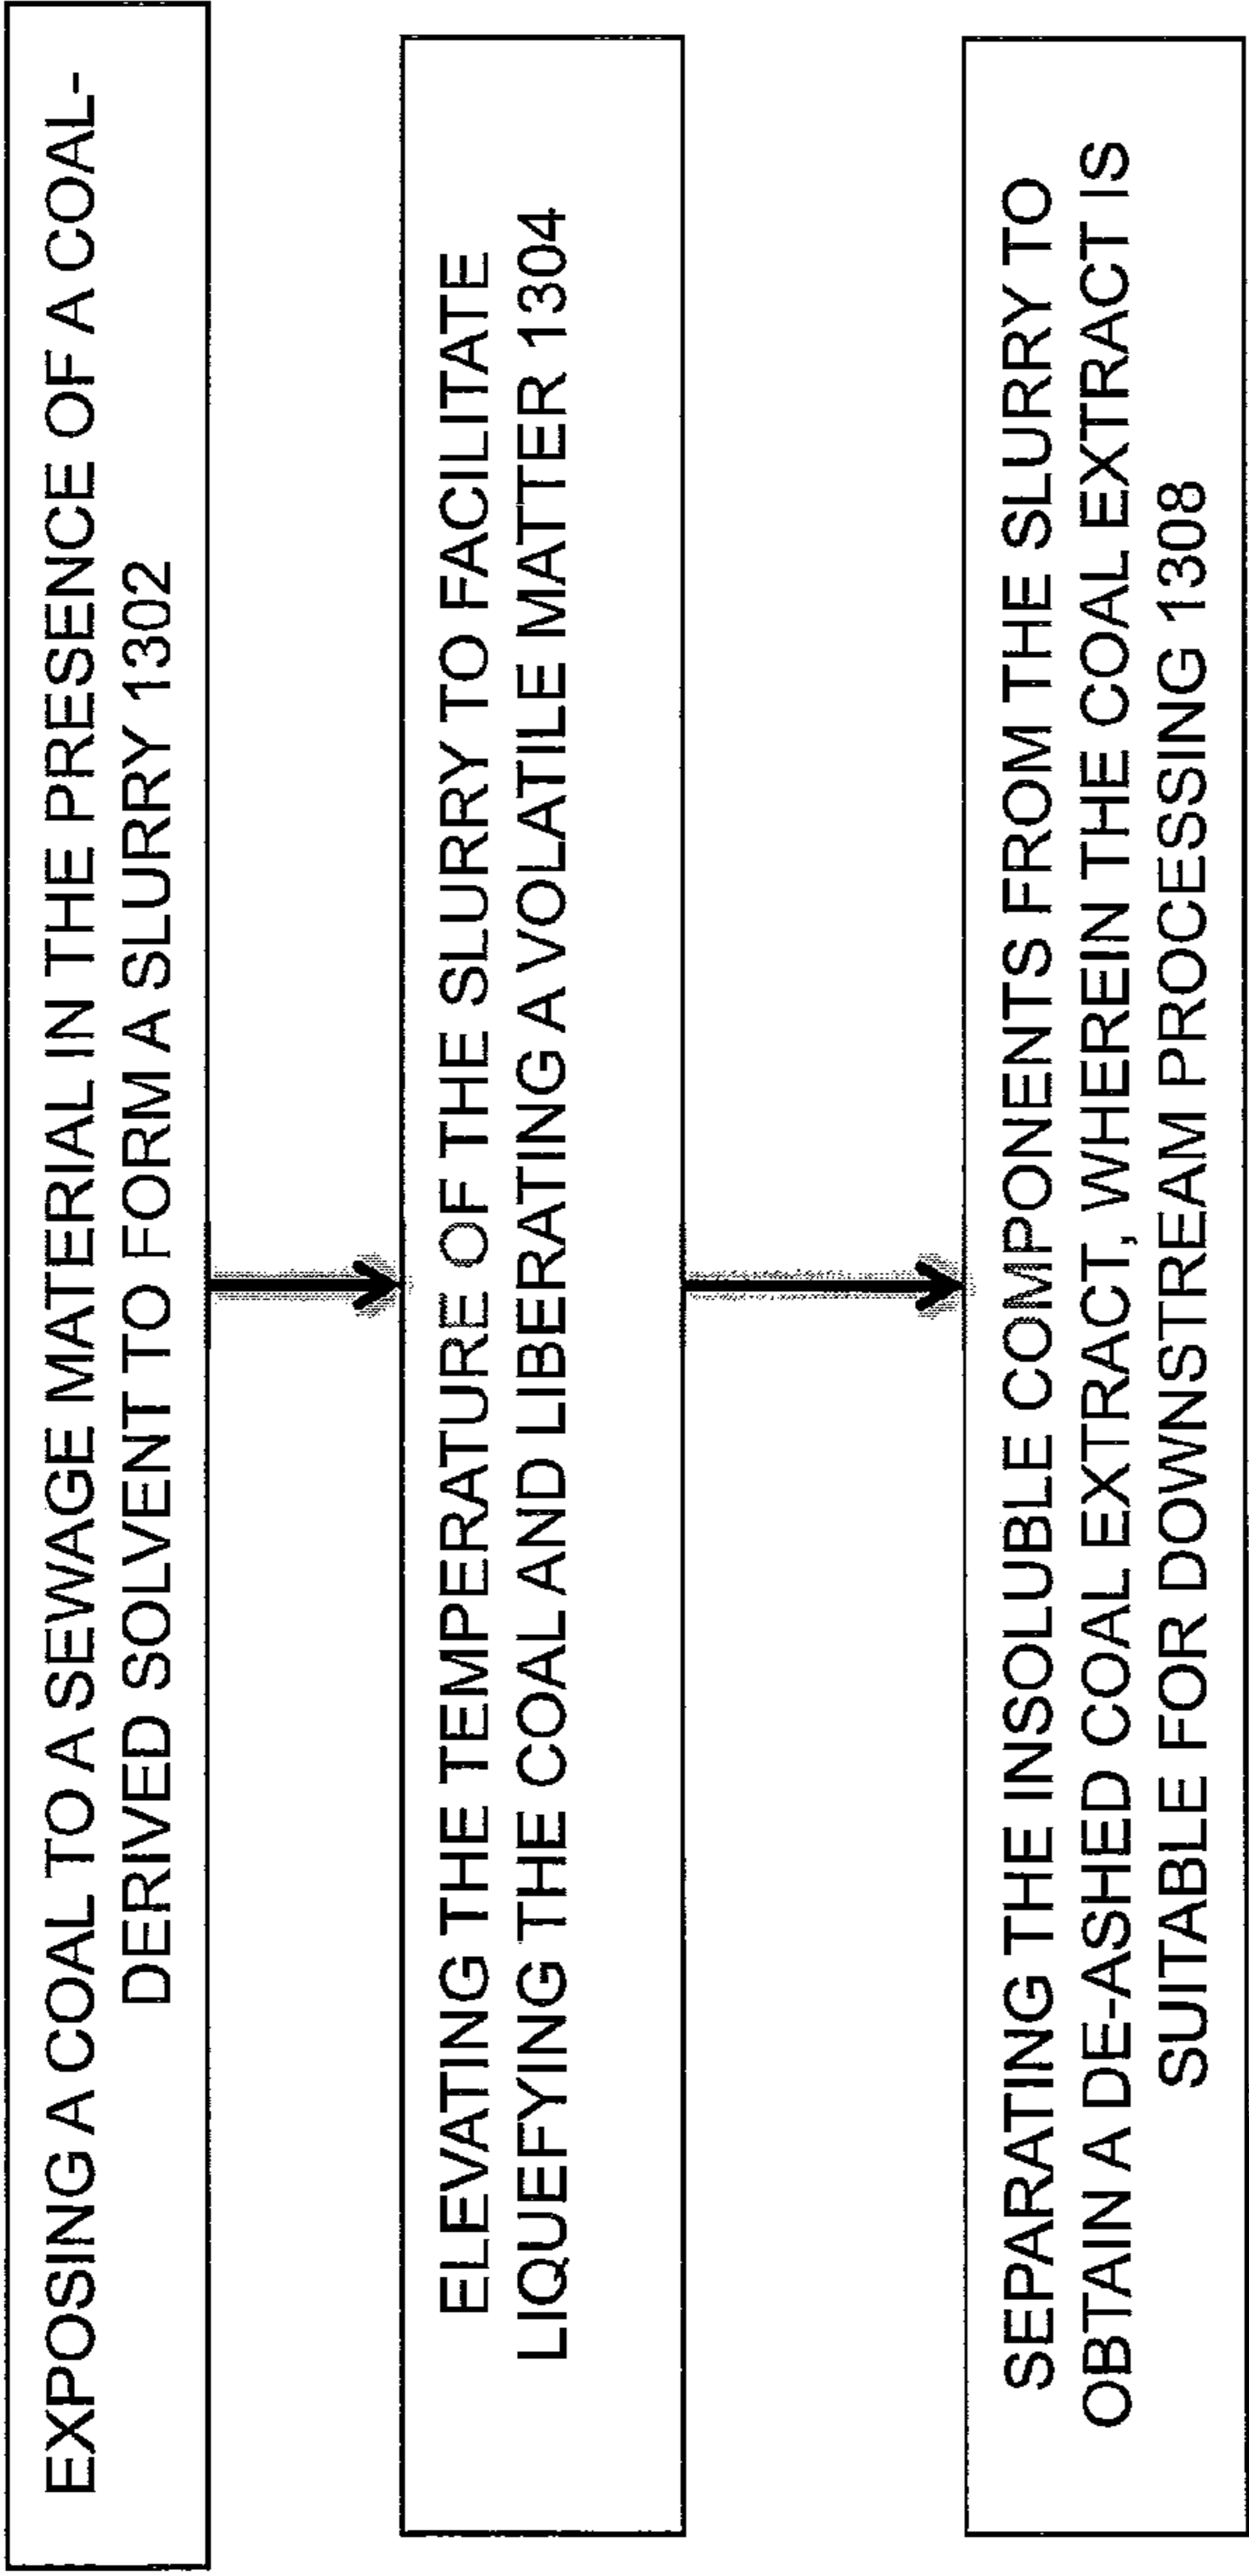 EXPOSING A COAL TO A SEWAGE MATERIAL IN THE PRESENCE OF A COAL-
DERIVED SOLVENT TO FORM A SLURRY 1302
ELEVATING THE TEMPERATURE OF THE SLURRY TO FACILITATE
LIQUEFYING THE COAL AND LIBERATING A VOLATILE MATTER 1304
SEPARATING THE INSOLUBLE COMPONENTS FROM THE SLURRY TO
OBTAIN A DE-ASHED COAL EXTRACT, WHEREIN THE COAL EXTRACT IS
SUITABLE FOR DOWNSTREAM PROCESSING 1308